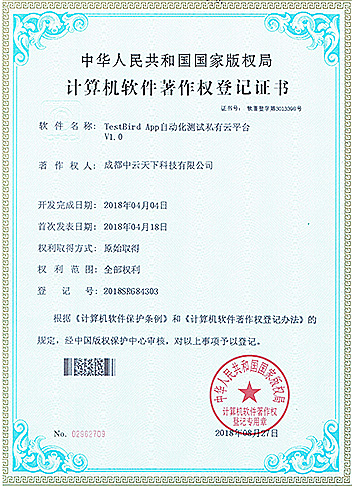 中华人民共和国国家版权局
计算机软件著作权登记证书
证书号： 软著登字第3013398号
软件名称： TestBird App自动化测试私有云平台
V1.0
著作权人： 成都中云天下科技有限公司
开发完成日期： 2018年04月04日
首次发表日期： 2018年04月18日
权利取得方式： 原始取得
权利范围： 全部权利
登记号： 2018SR684303
根据《计算机软件保护条例》和《计算机软件著作权登记办法》的
规定，经中国版权保护中心审核，对以上事项予以登记。
中华人民共和国国家版权局
计算机软件著作权
登记专用章
No. 02962709
2018年08月27日